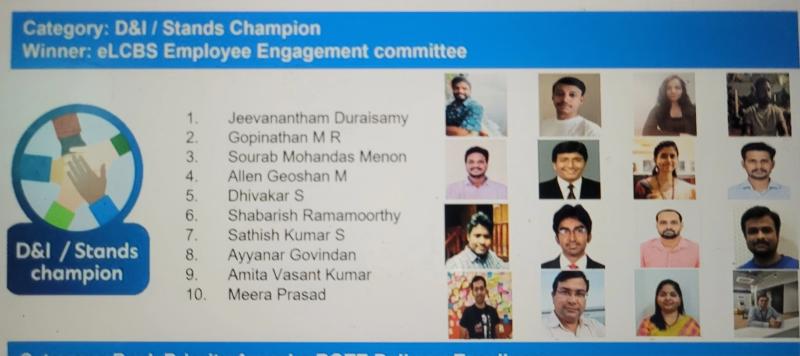 Category: D&I / Stands Champion
Winner: eLCBS Employee Engagement committee
1. Jeevanantham Duraisamy
2. Gopinathan M R
3. Sourab Mohandas Menon
4. Allen Geoshan M
5. Dhivakar S
6. Shabarish Ramamoorthy
7. Sathish Kumar S
8. Ayyanar Govindan
9. Amita Vasant Kumar
10. Meera Prasad
D&I / Stands
champion